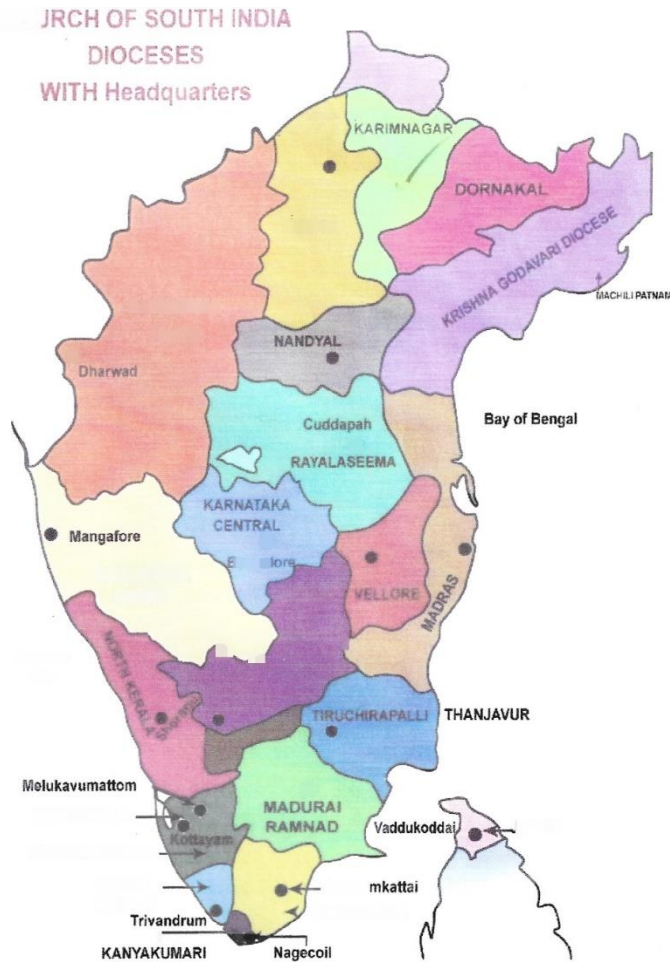 JRCH OF SOUTH INDIA
DIOCESES
WITH Headquarters
KARIMNAGAR
DORNAKAL
KRISHNA GODAVARI DIOCESE
MACHILI PATNAM
NANDYAL
Dharwad
Cuddapah
RAYALASEEMA
Bay of Bengal
KARNATAKA
CENTRAL
Mangafore
VELLORE
MADRAS
NORTH KERALA
TIRUCHIRAPALLI
THANJAVUR
Melukavumattom
MADURAI
RAMNAD
Vaddukoddai
Kottayam
mkattai
Trivandrum
KANYAKUMARI
Nagecoil